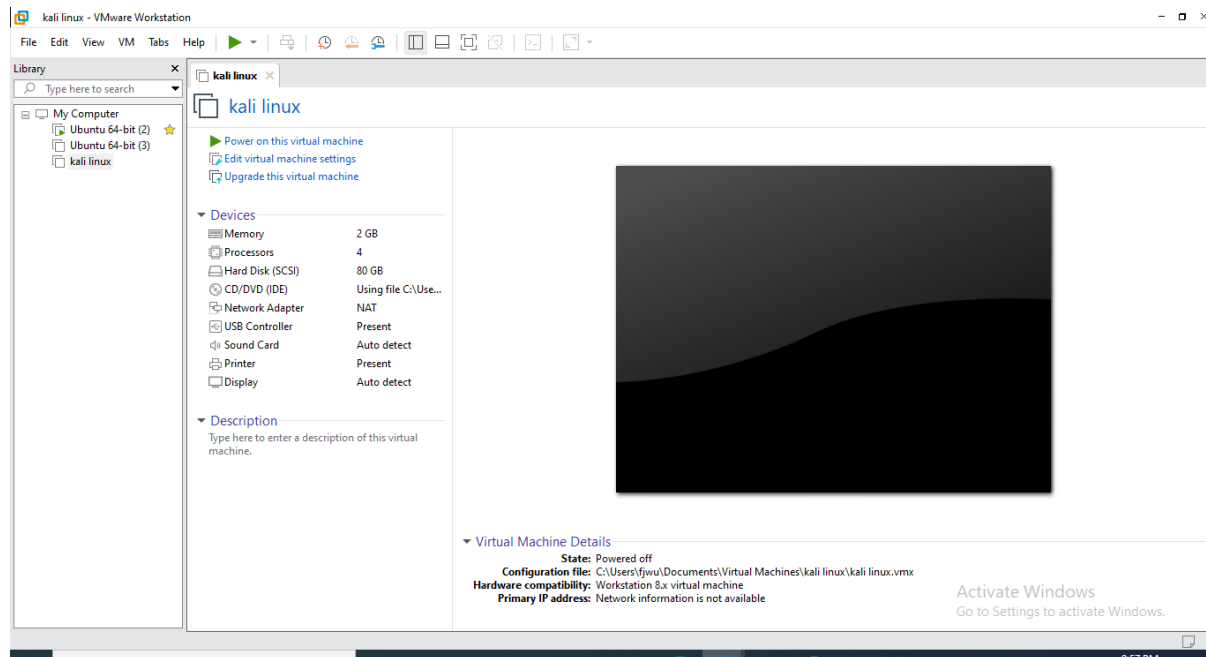 kali linux - VMware Workstation
File Edit View VM Tabs Help
Library
Type here to search
My Computer
Ubuntu 64-bit (2)
Ubuntu 64-bit (3)
kali linux
kali linux
kali linux
Power on this virtual machine
Edit virtual machine settings
Upgrade this virtual machine
Devices
Memory 2 GB
Processors 4
Hard Disk (SCSI) 80 GB
CD/DVD (IDE) Using file C:\Use...
Network Adapter NAT
USB Controller Present
Sound Card Auto detect
Printer Present
Display Auto detect
Description
Type here to enter a description of this virtual
machine.
Virtual Machine Details
State: Powered off
Configuration file: C:\Users\fjwu\Documents\Virtual Machines\kali linux\kali linux.vmx
Hardware compatibility: Workstation 8.x virtual machine
Primary IP address: Network information is not available
Activate Windows
Go to Settings to activate Windows.